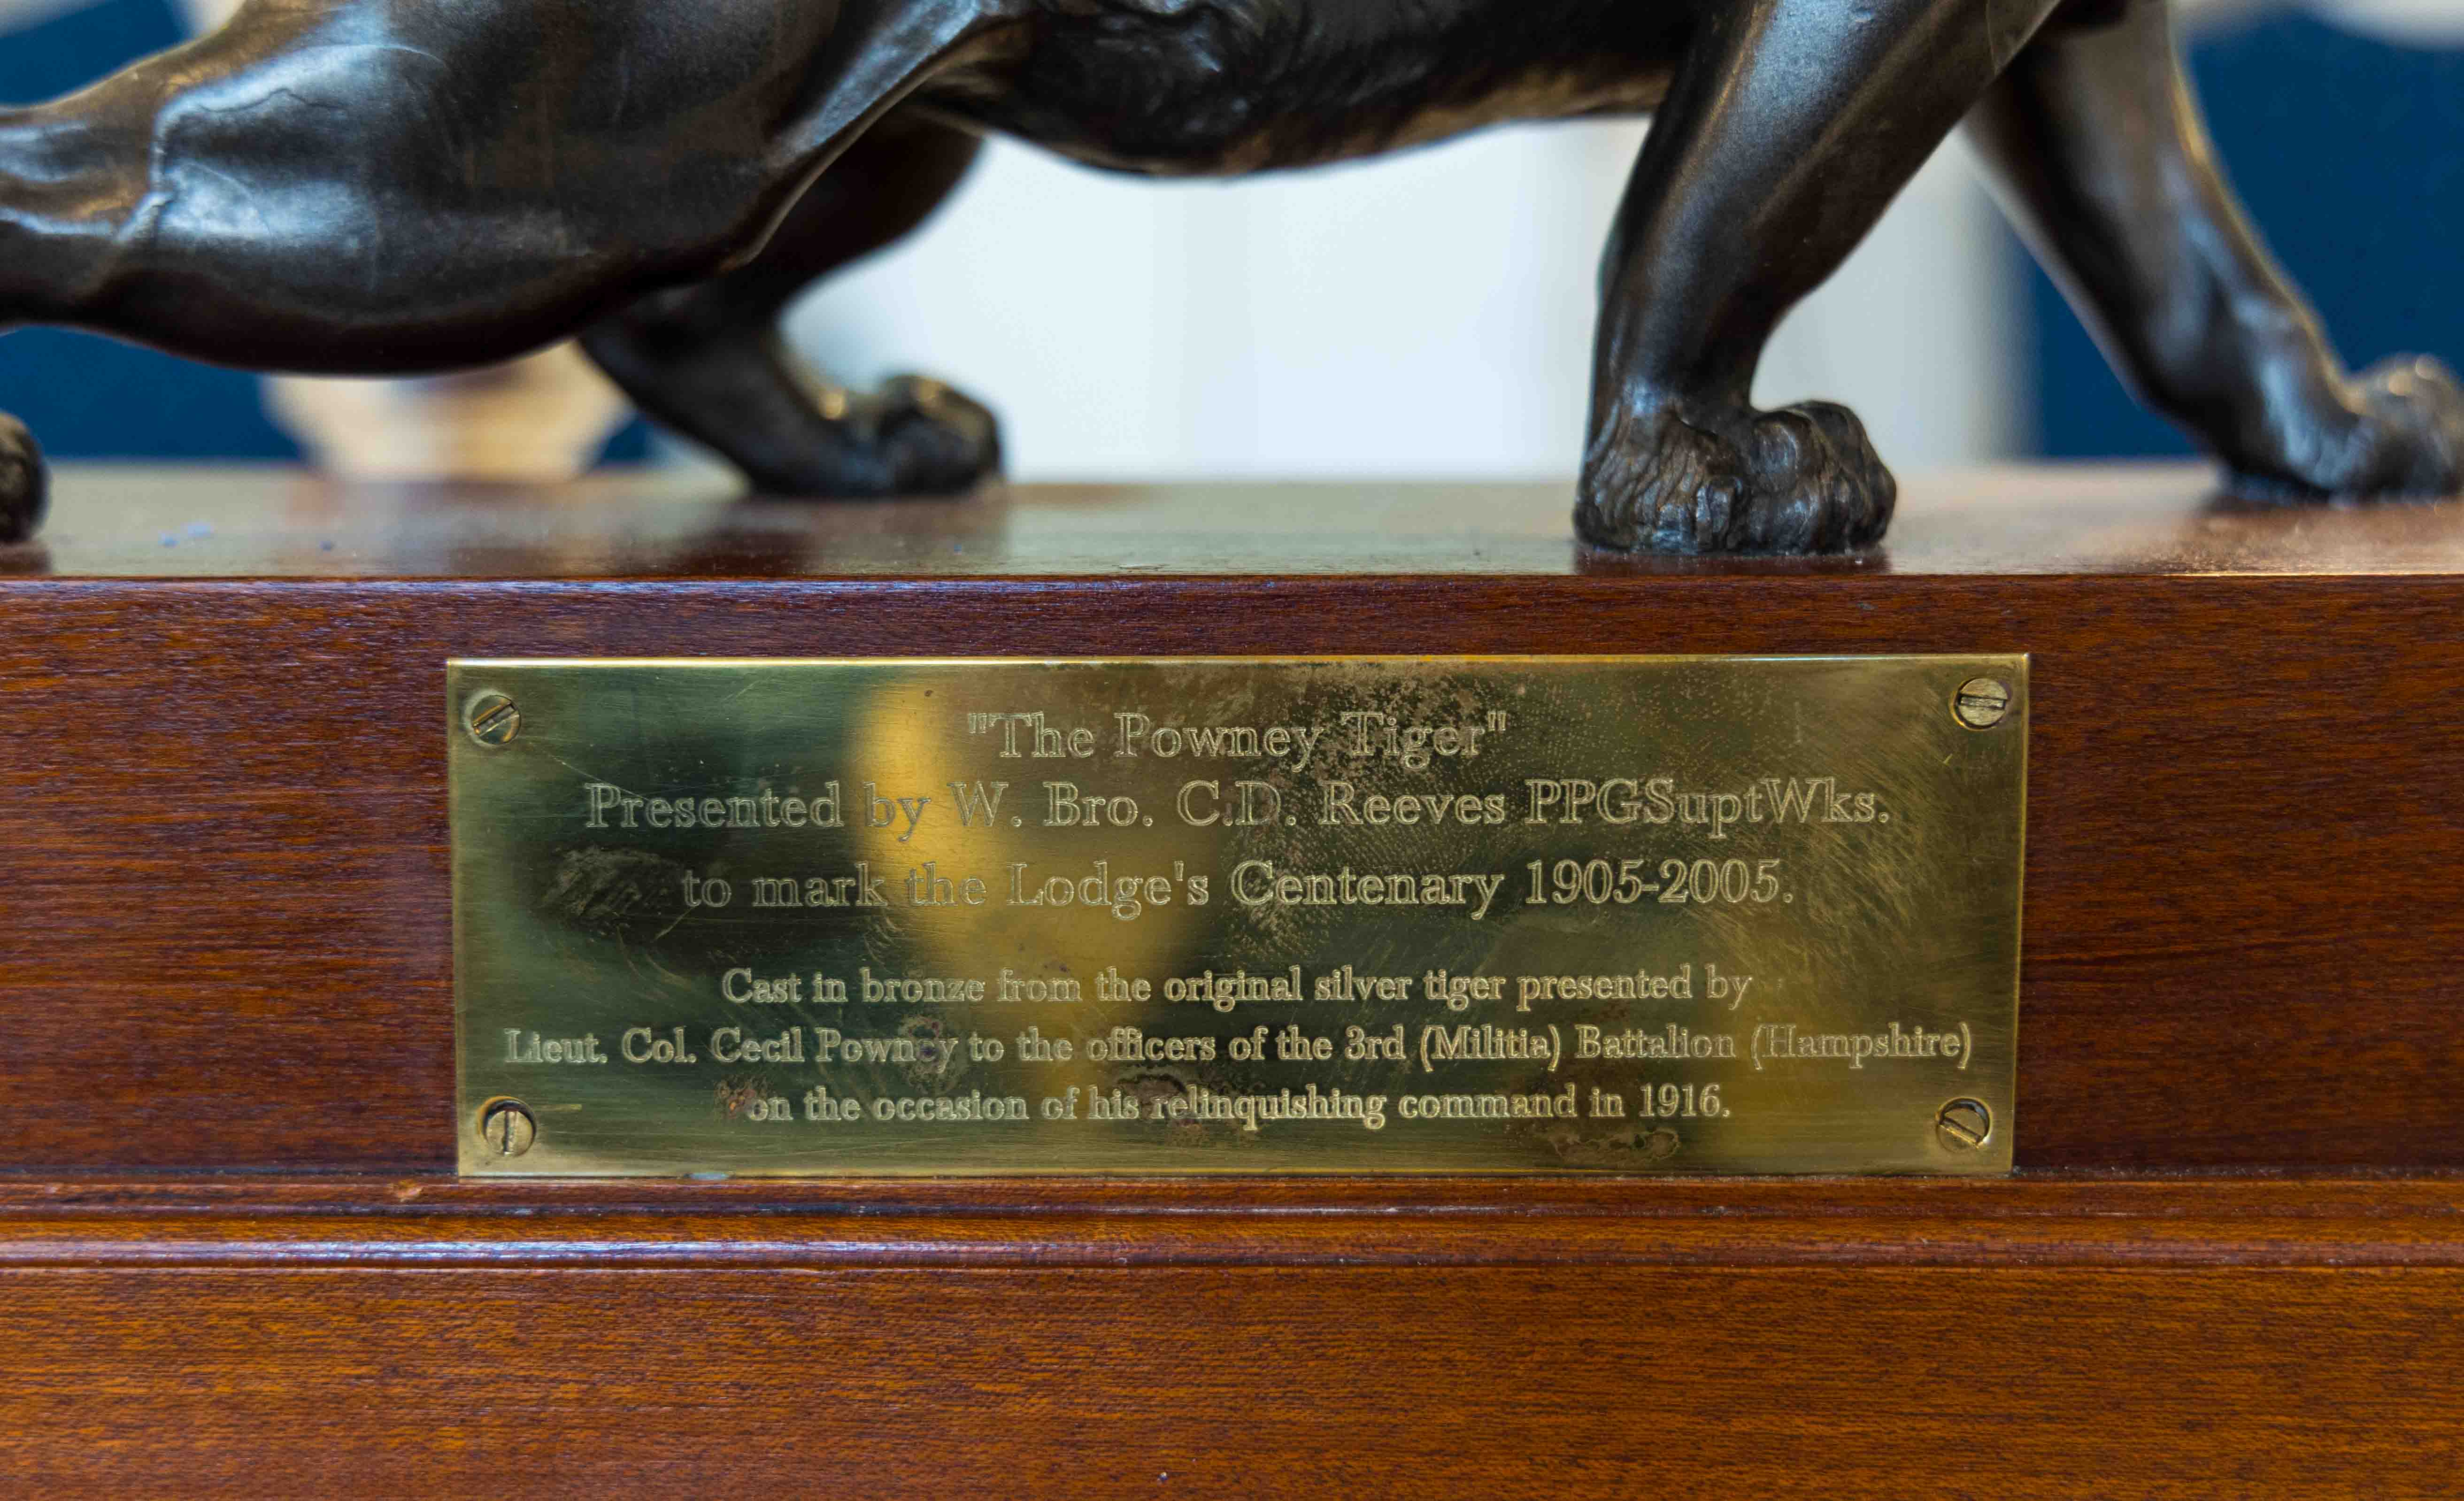 "The Powney Tiger"
Presented by W. Bro. C.D. Reeves PPGSuptWks.
to mark the Lodge's Centenary 1905-2005.
Cast in bronze from the original silver tiger presented by
Lieut. Col. Cecil Powney to the officers of the 3rd (Militia) Battalion (Hampshire)
on the occasion of his relinquishing command in 1916.